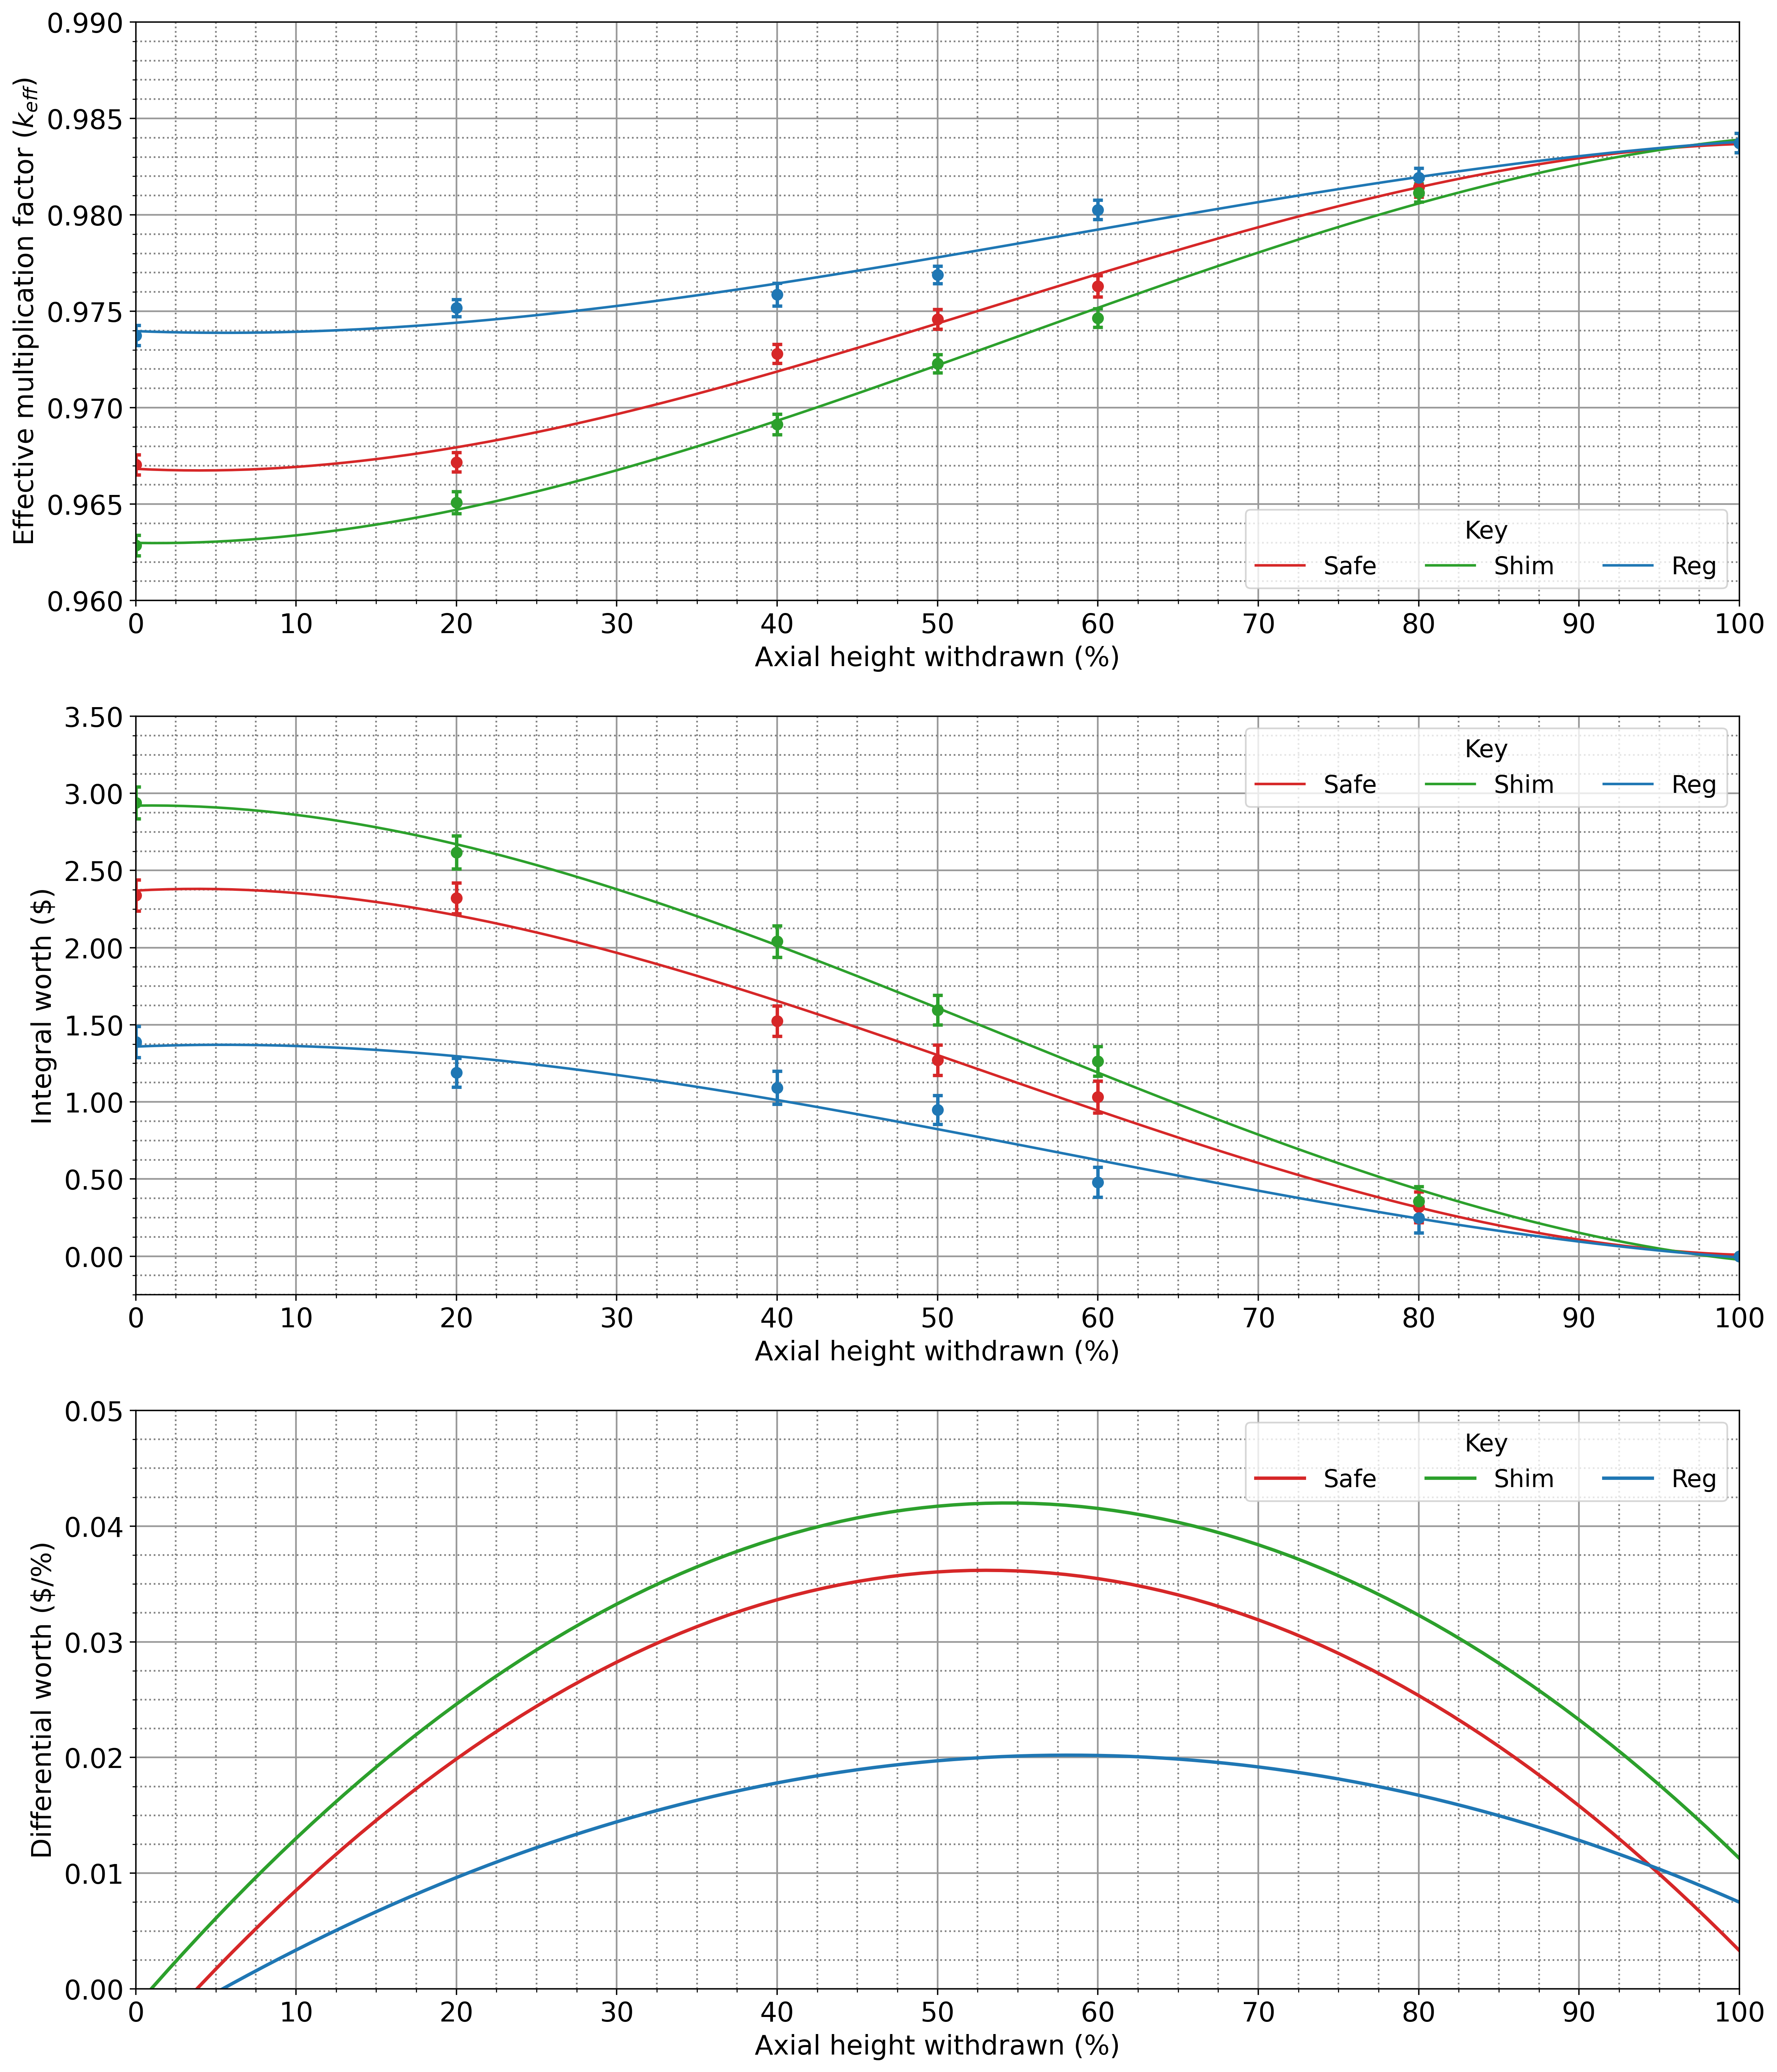 Effective multiplication factor (k_eff)
0.990
0.985
0.980
0.975
0.970
0.965
0.960
Key
Safe Shim Reg
0 10 20 30 40 50 60 70 80 90 100
Axial height withdrawn (%)
Integral worth ($)
3.50
3.00
2.50
2.00
1.50
1.00
0.50
0.00
Key
Safe Shim Reg
0 10 20 30 40 50 60 70 80 90 100
Axial height withdrawn (%)
Differential worth ($/%)
0.05
0.04
0.03
0.02
0.01
0.00
Key
Safe Shim Reg
0 10 20 30 40 50 60 70 80 90 100
Axial height withdrawn (%)